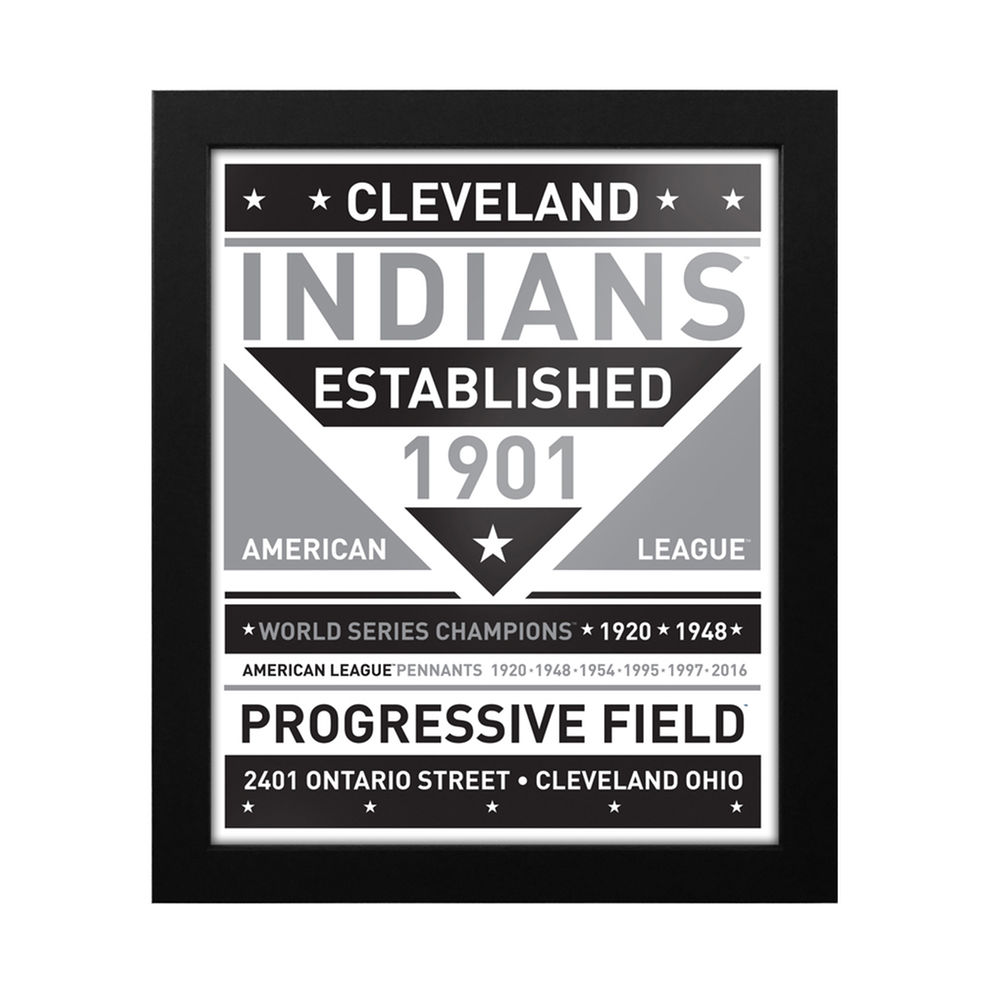 ★ ★ CLEVELAND ★ ★
INDIANS™
ESTABLISHED
1901
★
AMERICAN LEAGUE™
★WORLD SERIES CHAMPIONS™ ★ 1920 ★ 1948★
AMERICAN LEAGUE™ PENNANTS 1920·1948·1954·1995·1997·2016
PROGRESSIVE FIELD™
2401 ONTARIO STREET • CLEVELAND OHIO
★ ★ ★ ★ ★